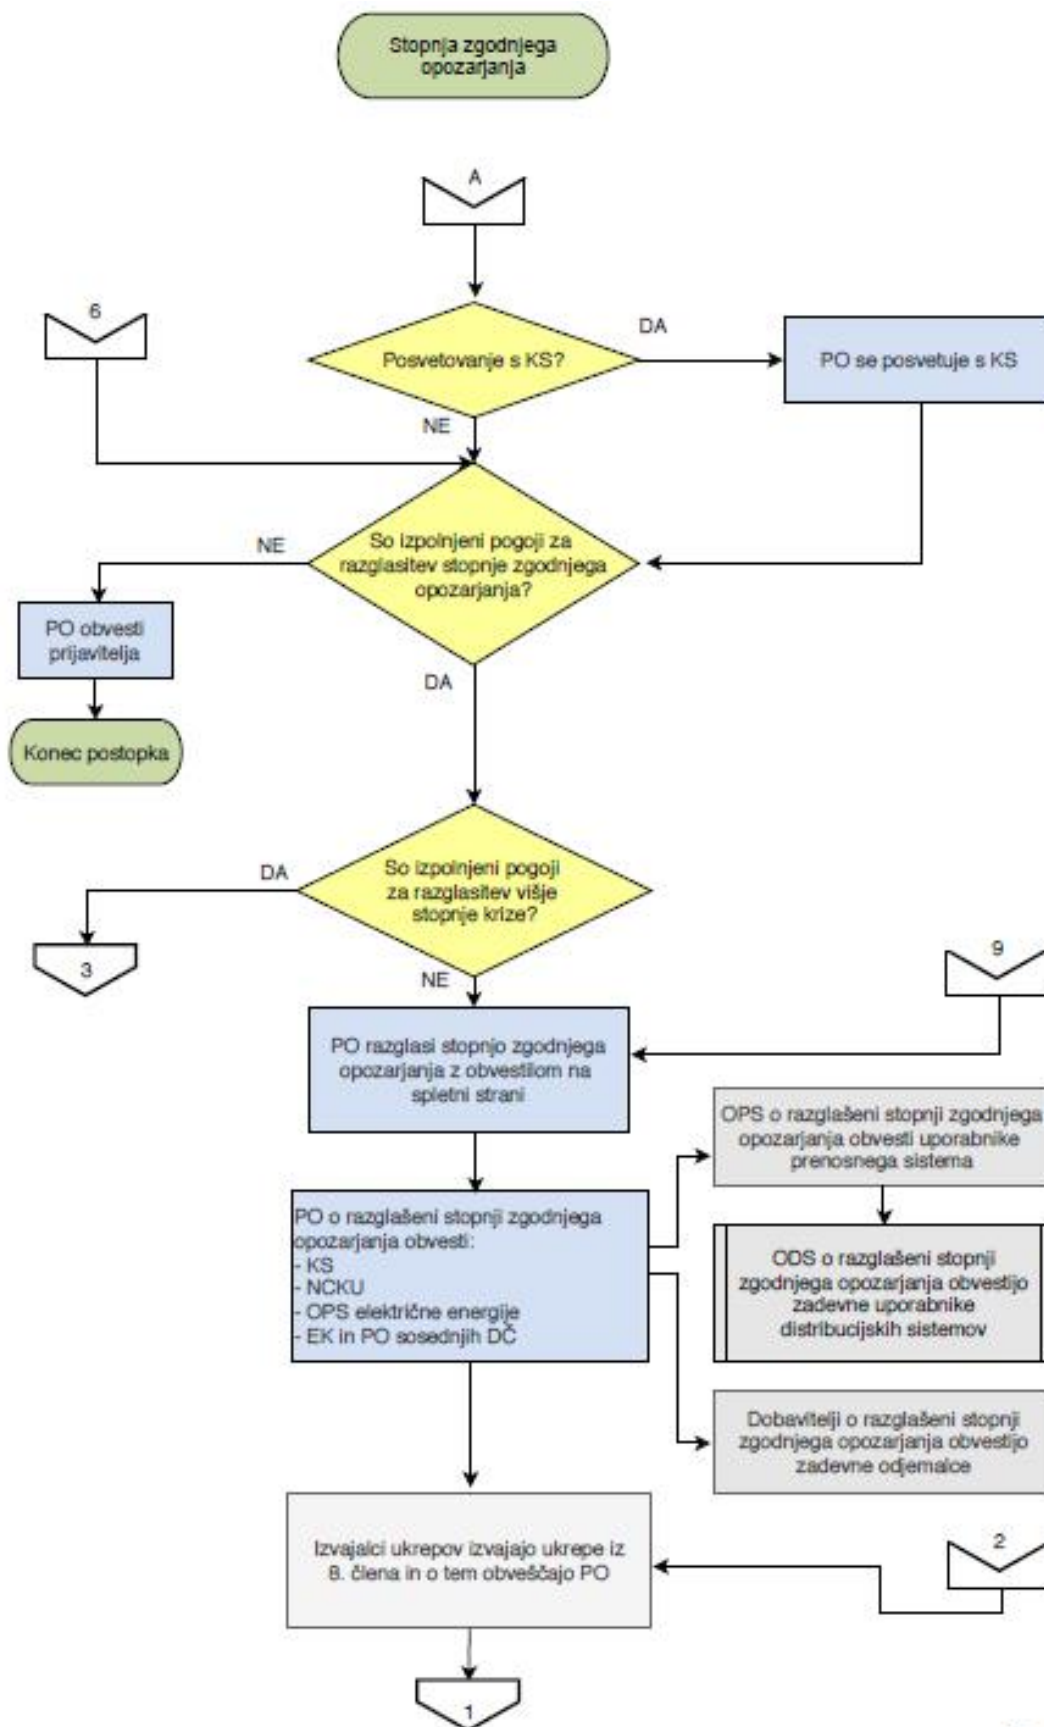 Stopnja zgodnjega
opozarjanja
A
6
Posvetovanje s KS?
DA
PO se posvetuje s KS
NE
So izpolnjeni pogoji za
razglasitev stopnje zgodnjega
opozarjanja?
NE
PO obvesti
prijavitelja
DA
Konec postopka
So izpolnjeni pogoji
za razglasitev višje
stopnje krize?
DA
3
NE
9
PO razglasi stopnjo zgodnjega
opozarjanja z obvestilom na
spletni strani
OPS o razglašeni stopnji zgodnjega
opozarjanja obvesti uporabnike
prenosnega sistema
PO o razglašeni stopnji zgodnjega
opozarjanja obvesti:
- KS
- NCKU
- OPS električne energije
- EK in PO sosednjih DČ
ODS o razglašeni stopnji
zgodnjega opozarjanja obvestijo
zadevne uporabnike
distribucijskih sistemov
Dobavitelji o razglašeni stopnji
zgodnjega opozarjanja obvestijo
zadevne odjemalce
Izvajalci ukrepov izvajajo ukrepe iz
8. člena in o tem obveščajo PO
2
1